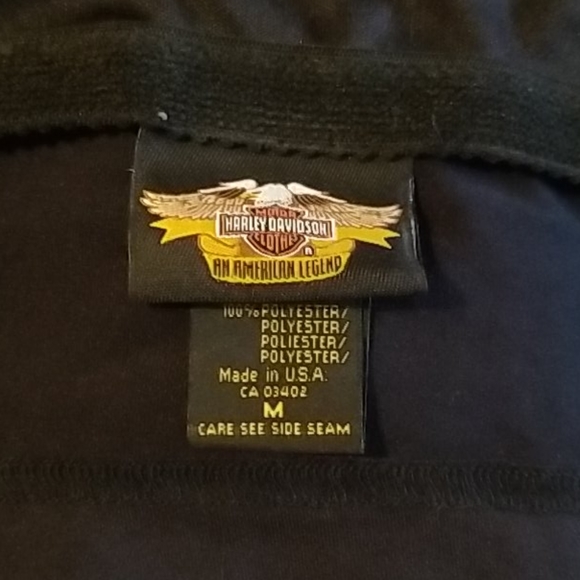 MOTOR
HARLEY DAVIDSON
CLOTHES
AN AMERICAN LEGEND
100% POLYESTER/
POLYESTER/
POLIESTER/
POLYESTER/
Made in U.S.A.
CA 03402
M
CARE SEE SIDE SEAM